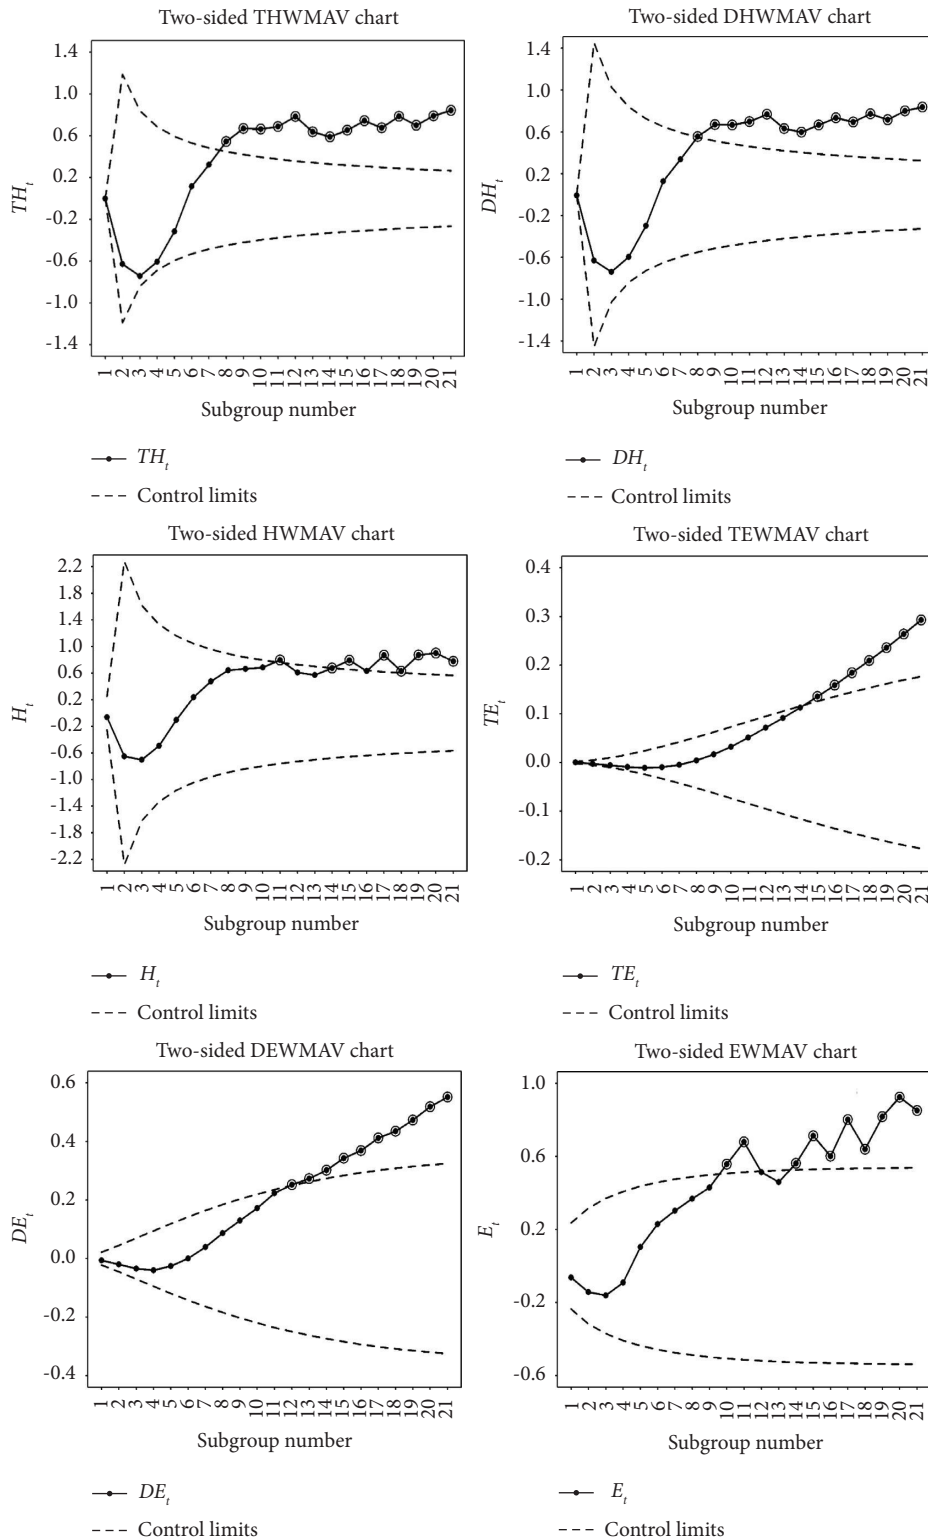 Two-sided THWMAV chart
1.4
1.0
0.6
0.2
-0.2
-0.6
-1.0
-1.4
TH_t
1 2 3 4 5 6 7 8 9 10 11 12 13 14 15 16 17 18 19 20 21
Subgroup number
TH_t
Control limits
Two-sided DHWMAV chart
1.4
1.0
0.6
0.2
-0.2
-0.6
-1.0
-1.4
DH_t
1 2 3 4 5 6 7 8 9 10 11 12 13 14 15 16 17 18 19 20 21
Subgroup number
DH_t
Control limits
Two-sided HWMAV chart
2.2
1.8
1.4
1.0
0.6
0.2
-0.2
-0.6
-1.0
-1.4
-1.8
-2.2
H_t
1 2 3 4 5 6 7 8 9 10 11 12 13 14 15 16 17 18 19 20 21
Subgroup number
H_t
Control limits
Two-sided TEWMAV chart
0.4
0.3
0.2
0.1
0.0
-0.1
-0.2
TE_t
1 2 3 4 5 6 7 8 9 10 11 12 13 14 15 16 17 18 19 20 21
Subgroup number
TE_t
Control limits
Two-sided DEWMAV chart
0.6
0.4
0.2
0.0
-0.2
-0.4
DE_t
1 2 3 4 5 6 7 8 9 10 11 12 13 14 15 16 17 18 19 20 21
Subgroup number
DE_t
Control limits
Two-sided EWMAV chart
1.0
0.6
0.2
-0.2
-0.6
E_t
1 2 3 4 5 6 7 8 9 10 11 12 13 14 15 16 17 18 19 20 21
Subgroup number
E_t
Control limits